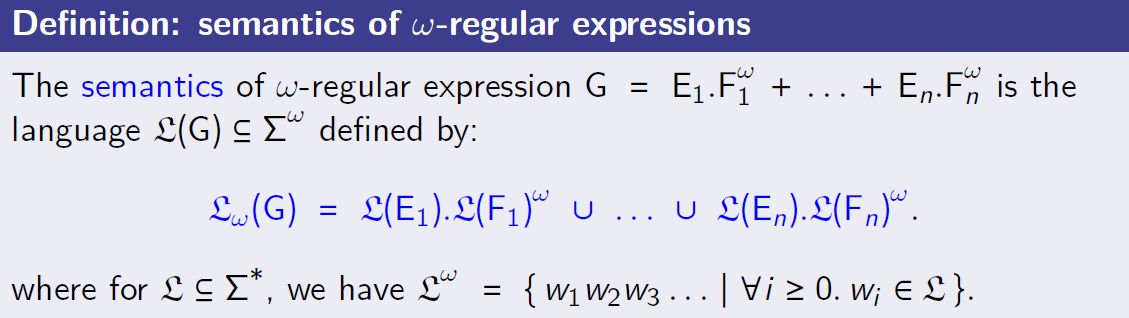 Definition: semantics of ω-regular expressions
The semantics of ω-regular expression G = E₁.F₁^ω + . . . + Eₙ.Fₙ^ω is the
language 𝔏(G) ⊆ Σ^ω defined by:
𝔏_ω(G) = 𝔏(E₁).𝔏(F₁)^ω ∪ . . . ∪ 𝔏(Eₙ).𝔏(Fₙ)^ω.
where for 𝔏 ⊆ Σ*, we have 𝔏^ω = { w₁w₂w₃ . . . | ∀i ≥ 0. wᵢ ∈ 𝔏 }.